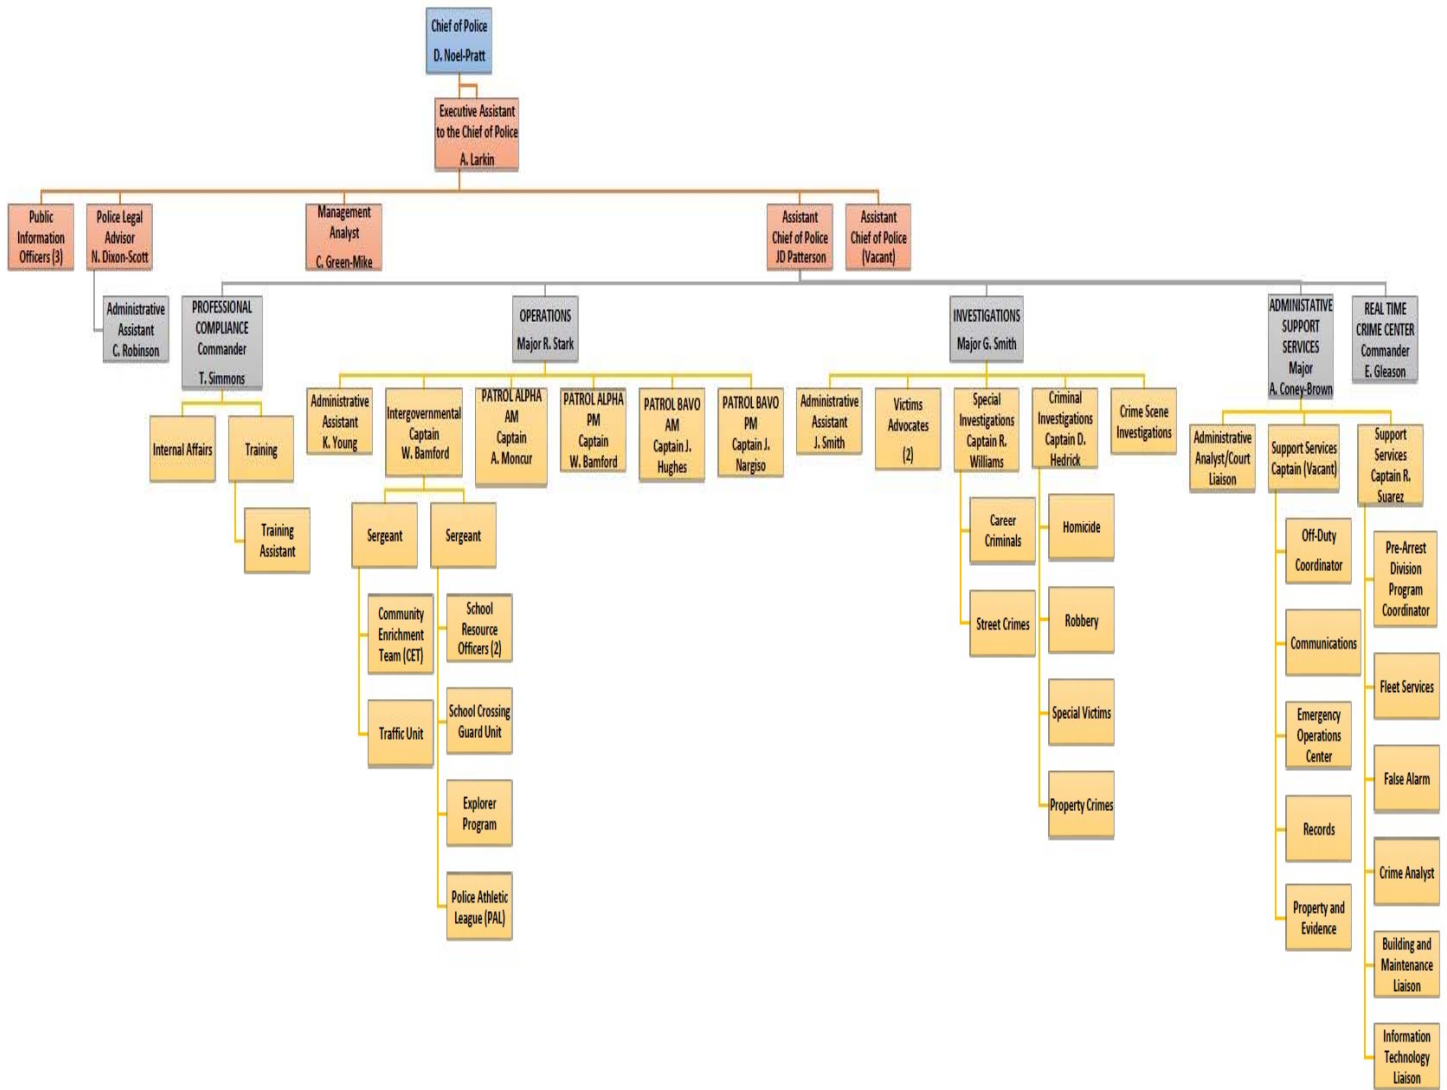 Chief of Police
D. Noel-Pratt
Executive Assistant
to the Chief of Police
A. Larkin
Public
Information
Officers (3)
Police Legal
Advisor
N. Dixon-Scott
Management
Analyst
C. Green-Mike
Assistant
Chief of Police
JD Patterson
Assistant
Chief of Police
(Vacant)
Administrative
Assistant
C. Robinson
PROFESSIONAL
COMPLIANCE
Commander
T. Simmons
OPERATIONS
Major R. Stark
INVESTIGATIONS
Major G. Smith
ADMINISTATIVE
SUPPORT
SERVICES
Major
A. Coney-Brown
REAL TIME
CRIME CENTER
Commander
E. Gleason
Internal Affairs
Training
Training
Assistant
Administrative
Assistant
K. Young
Intergovernmental
Captain
W. Bamford
PATROL ALPHA
AM
Captain
A. Moncur
PATROL ALPHA
PM
Captain
W. Bamford
PATROL BAVO
AM
Captain J.
Hughes
PATROL BAVO
PM
Captain J.
Nargiso
Sergeant
Sergeant
Community
Enrichment
Team (CET)
Traffic Unit
School
Resource
Officers (2)
School Crossing
Guard Unit
Explorer
Program
Police Athletic
League (PAL)
Administrative
Assistant
J. Smith
Victims
Advocates
(2)
Special
Investigations
Captain R.
Williams
Criminal
Investigations
Captain D.
Hedrick
Crime Scene
Investigations
Career
Criminals
Street Crimes
Homicide
Robbery
Special Victims
Property Crimes
Administrative
Analyst/Court
Liaison
Support Services
Captain (Vacant)
Support
Services
Captain R.
Suarez
Off-Duty
Coordinator
Communications
Emergency
Operations
Center
Records
Property and
Evidence
Pre-Arrest
Division
Program
Coordinator
Fleet Services
False Alarm
Crime Analyst
Building and
Maintenance
Liaison
Information
Technology
Liaison